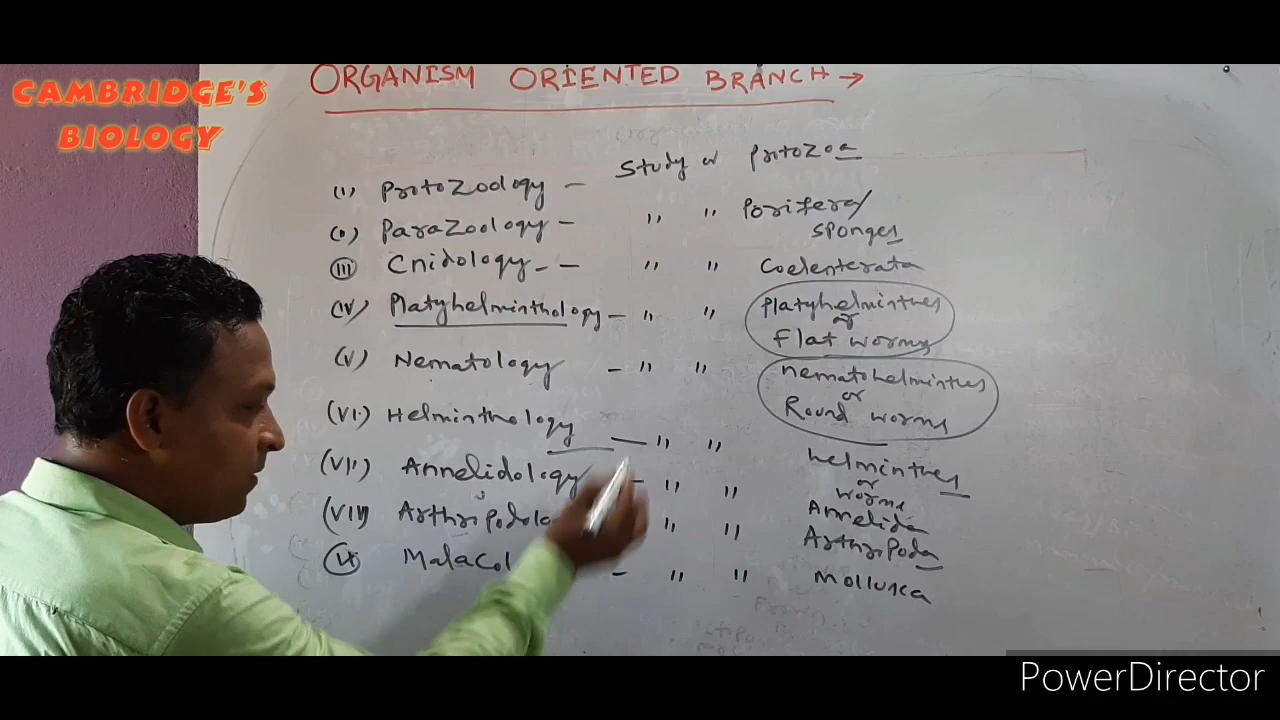 CAMBRIDGE'S
BIOLOGY
ORGANISM ORIENTED BRANCH →
(i) Protozoology - Study of Protozoa
(ii) Parazoology - " " Porifera/
sponges
(III) Cnidology - - " " Coelenterata
(IV) Platyhelminthology - " " Platyhelminthes
or
Flat worms
(V) Nematology - " " nematohelminthes
or
Round worms
(VI) Helminthology - " " helminthes
or
worms
(VII) Annelidology - " " Annelida
(VIII) Arthropodolo " " Arthropoda
(IX) Malacol - " " Mollusca
PowerDirector